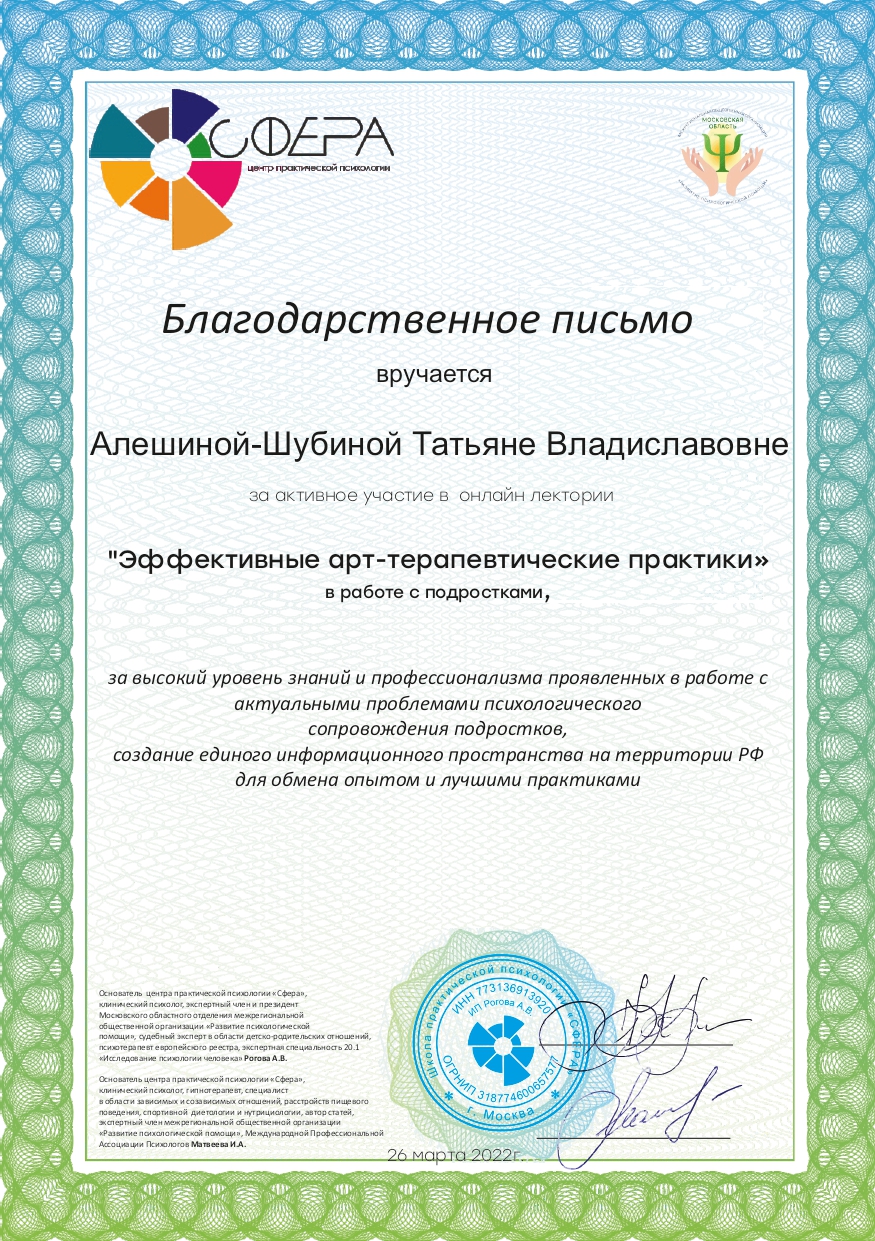 СФЕРА
центр практической психологии
МОСКОВСКАЯ
ОБЛАСТЬ
Благодарственное письмо
вручается
Алешиной-Шубиной Татьяне Владиславовне
за активное участие в онлайн лектории
"Эффективные арт-терапевтические практики»
в работе с подростками,
за высокий уровень знаний и профессионализма проявленных в работе с
актуальными проблемами психологического
сопровождения подростков,
создание единого информационного пространства на территории РФ
для обмена опытом и лучшими практиками
Основатель центра практической психологии «Сфера»,
клинический психолог, экспертный член и президент
Московского областного отделения межрегиональной
общественной организации «Развитие психологической
помощи», судебный эксперт в области детско-родительских отношений,
психотерапевт европейского реестра, экспертная специальность 20.1
«Исследование психологии человека» Рогова А.В.
Основатель центра практической психологии «Сфера»,
клинический психолог, гипнотерапевт, специалист
в области зависимых и созависимых отношений, расстройств пищевого
поведения, спортивной диетологии и нутрициологии, автор статей,
экспертный член межрегиональной общественной организации
«Развитие психологической помощи», Международной Профессиональной
Ассоциации Психологов Матвеева И.А.
Школа практической психологии «СФЕРА»
ИНН 773136913920
ИП Рогова А.В.
ОГРНИП 318774600657577
г. Москва
26 марта 2022г.